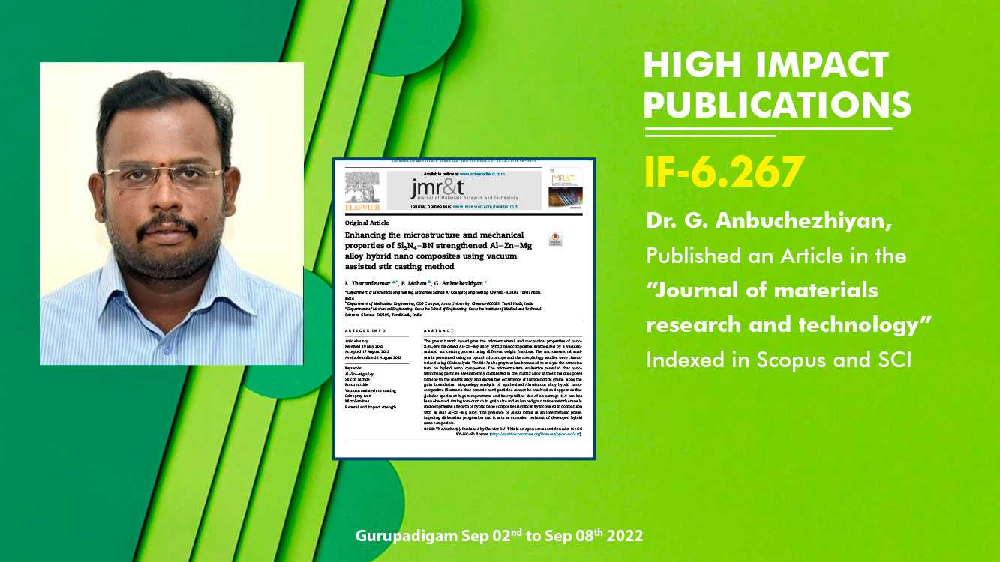 HIGH IMPACT
PUBLICATIONS
IF-6.267
Dr. G. Anbuchezhiyan,
Published an Article in the
“Journal of materials
research and technology”
Indexed in Scopus and SCI
Available online at www.sciencedirect.com
jmr&t
Journal of Materials Research and Technology
journal homepage: www.elsevier.com/locate/jmrt
ELSEVIER
JMR&T
Original Article
Enhancing the microstructure and mechanical
properties of Si₃N₄–BN strengthened Al–Zn–Mg
alloy hybrid nano composites using vacuum
assisted stir casting method
L. Tharanikumar a,*, B. Mohan b, G. Anbuchezhiyan c
a Department of Mechanical Engineering, Mohamed Sathak AJ College of Engineering, Chennai-603103, Tamil Nadu,
India
b Department of Mechanical Engineering, CEG Campus, Anna University, Chennai-600025, Tamil Nadu, India
c Department of Mechanical Engineering, Saveetha School of Engineering, Saveetha Institute of Medical and Technical
Sciences, Chennai-602105, Tamil Nadu, India
ARTICLE INFO
Article history:
Received 19 May 2022
Accepted 17 August 2022
Available online 28 August 2022
Keywords:
Al–Zn–Mg alloy
Silicon nitride
Boron nitride
Vacuum assisted stir casting
Salt spray test
Microhardness
Flexural and impact strength
ABSTRACT
The present work investigates the microstructural and mechanical properties of nano-
Si₃N₄-BN hardened Al–Zn–Mg alloy hybrid nanocomposites synthesized by a vacuum-
assisted stir casting process using different weight fractions. The microstructural anal-
ysis is performed using an optical microscope and the morphology studies were charac-
terized using SEM analysis. The B117 salt spray test has been used to analyze the corrosion
tests on hybrid nano composites. The microstructure evaluation revealed that nano-
reinforcing particles are uniformly distributed in the matrix alloy without residual pores
forming in the matrix alloy and shows the occurrence of intradendritic grains along the
grain boundaries. Morphology analysis of synthesized Aluminium alloy hybrid nano-
composites illustrates that ceramic hard particles cannot be resolved and appear as fine
globular species at high temperatures and its crystalline size of an average 44.9 nm has
been observed. Owing to reduction in grain size and enhanced grain refinement the tensile
and compressive strength of hybrid nano composites significantly increased in comparison
with as cast Al–Zn–Mg alloy. The presence of Al₂Cu forms as an intermetallic phase,
impeding dislocation progression and it acts as corrosion resistant of developed hybrid
nano composites.
©2022 The Author(s). Published by Elsevier B.V. This is an open access article under the CC
BY-NC-ND license (http://creativecommons.org/licenses/by-nc-nd/4.0/).
Gurupadigam Sep 02nd to Sep 08th 2022